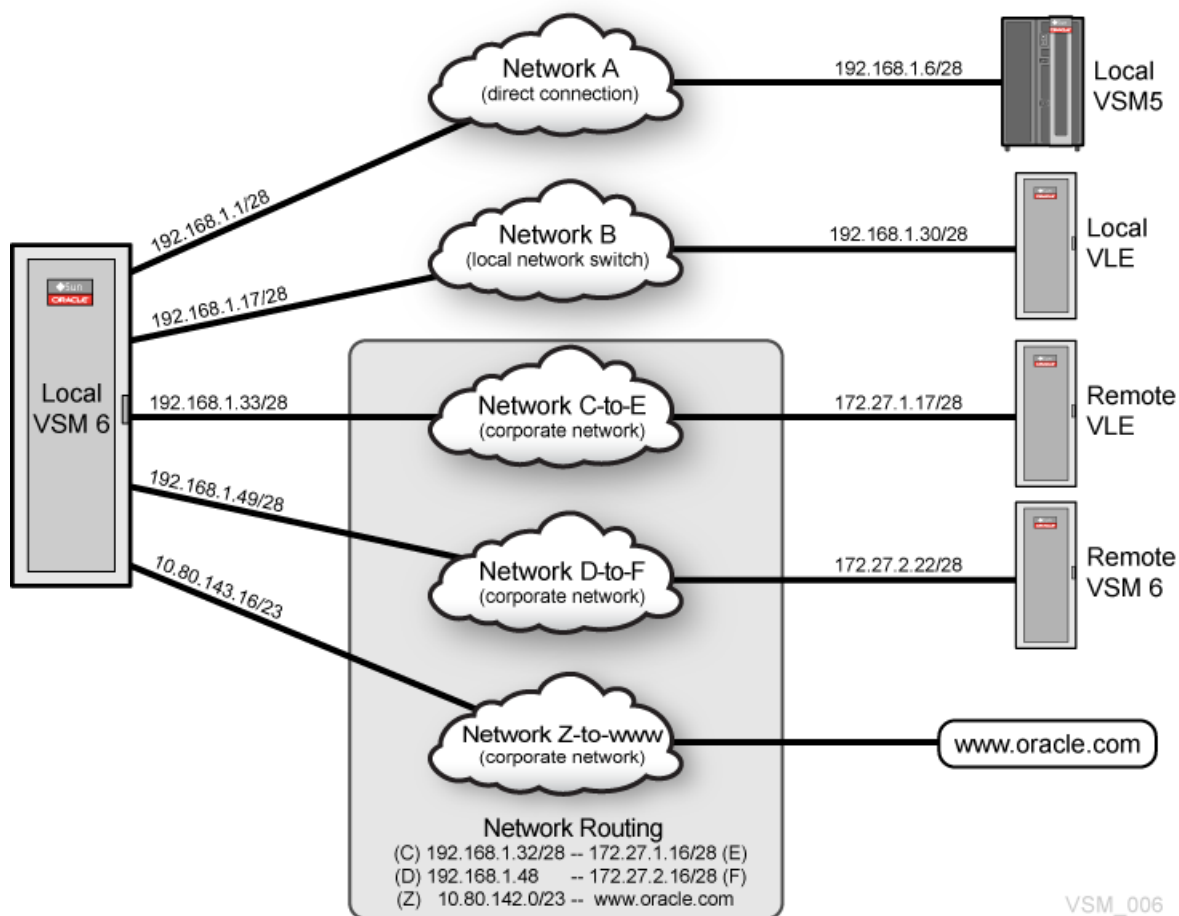 Network A
(direct connection)
192.168.1.6/28
Local
VSM5
192.168.1.1/28
Network B
(local network switch)
192.168.1.30/28
Local
VLE
192.168.1.17/28
Sun
ORACLE
Local
VSM 6
192.168.1.33/28
Network C-to-E
(corporate network)
172.27.1.17/28
Remote
VLE
192.168.1.49/28
Network D-to-F
(corporate network)
172.27.2.22/28
Remote
VSM 6
10.80.143.16/23
Network Z-to-www
(corporate network)
www.oracle.com
Network Routing
(C) 192.168.1.32/28 -- 172.27.1.16/28 (E)
(D) 192.168.1.48 -- 172.27.2.16/28 (F)
(Z) 10.80.142.0/23 -- www.oracle.com
VSM_006